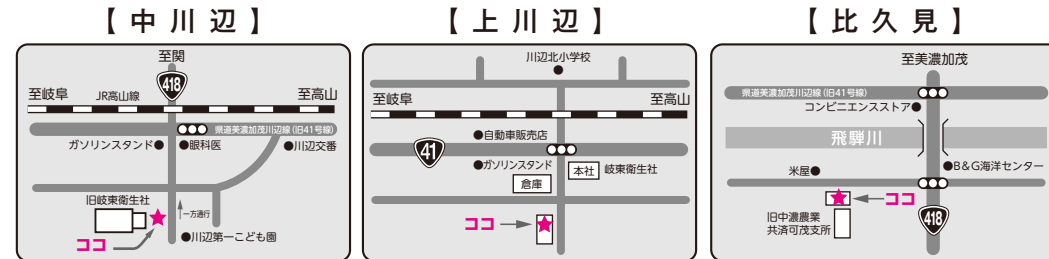 【中川辺】
至関
418
至岐阜
JR高山線
至高山
県道美濃加茂川辺線(旧41号線)
ガソリンスタンド●
●眼科医
●川辺交番
旧岐東衛生社
一方通行
ココ
●川辺第一こども園
【上川辺】
川辺北小学校
至岐阜
至高山
●自動車販売店
41
●ガソリンスタンド
本社
岐東衛生社
倉庫
ココ
【比久見】
至美濃加茂
県道美濃加茂川辺線(旧41号線)
コンビニエンスストア●
飛騨川
米屋●
●B&G海洋センター
ココ
旧中濃農業
共済可茂支所
418